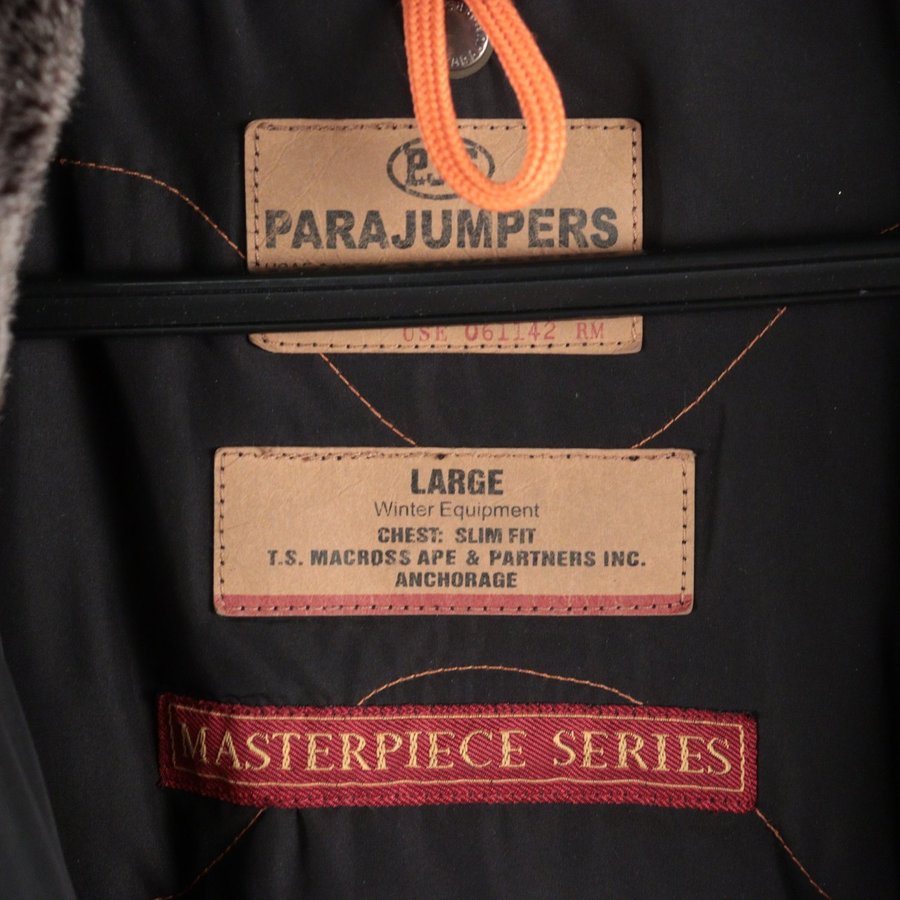 PARAJUMPERS
USE 061142 RM
LARGE
Winter Equipment
CHEST: SLIM FIT
T.S. MACROSS APE & PARTNERS INC.
ANCHORAGE
MASTERPIECE SERIES